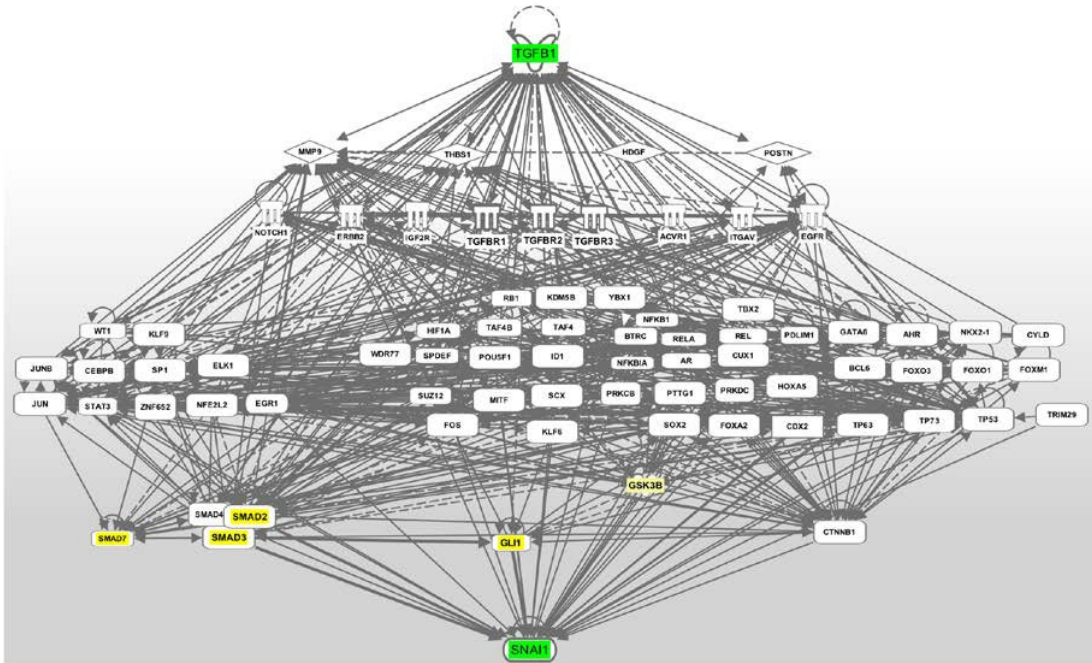 TGFB1
MMP9 THBS1 HDGF POSTN
NOTCH1 ERBB2 IGF2R TGFBR1 TGFBR2 TGFBR3 ACVR1 ITGAV EGFR
RB1 KDM5B YBX1
TBX2
NFKB1
WT1 KLF9 HIF1A TAF4B TAF4 BTRC RELA REL PDLIM1 GATA6 AHR NKX2-1 CYLD
WDR77 SPDEF POU5F1 ID1 NFKBIA AR CUX1
JUNB CEBPB SP1 ELK1 BCL6 FOXO3 FOXO1 FOXM1
SUZ12 MITF SCX PRKCB PTTG1 PRKDC HOXA5
JUN STAT3 ZNF652 NFE2L2 EGR1
FOS KLF6 SOX2 FOXA2 CDX2 TP63 TP73 TP53 TRIM29
GSK3B
SMAD4 SMAD2
SMAD7 SMAD3 GLI1 CTNNB1
SNAI1